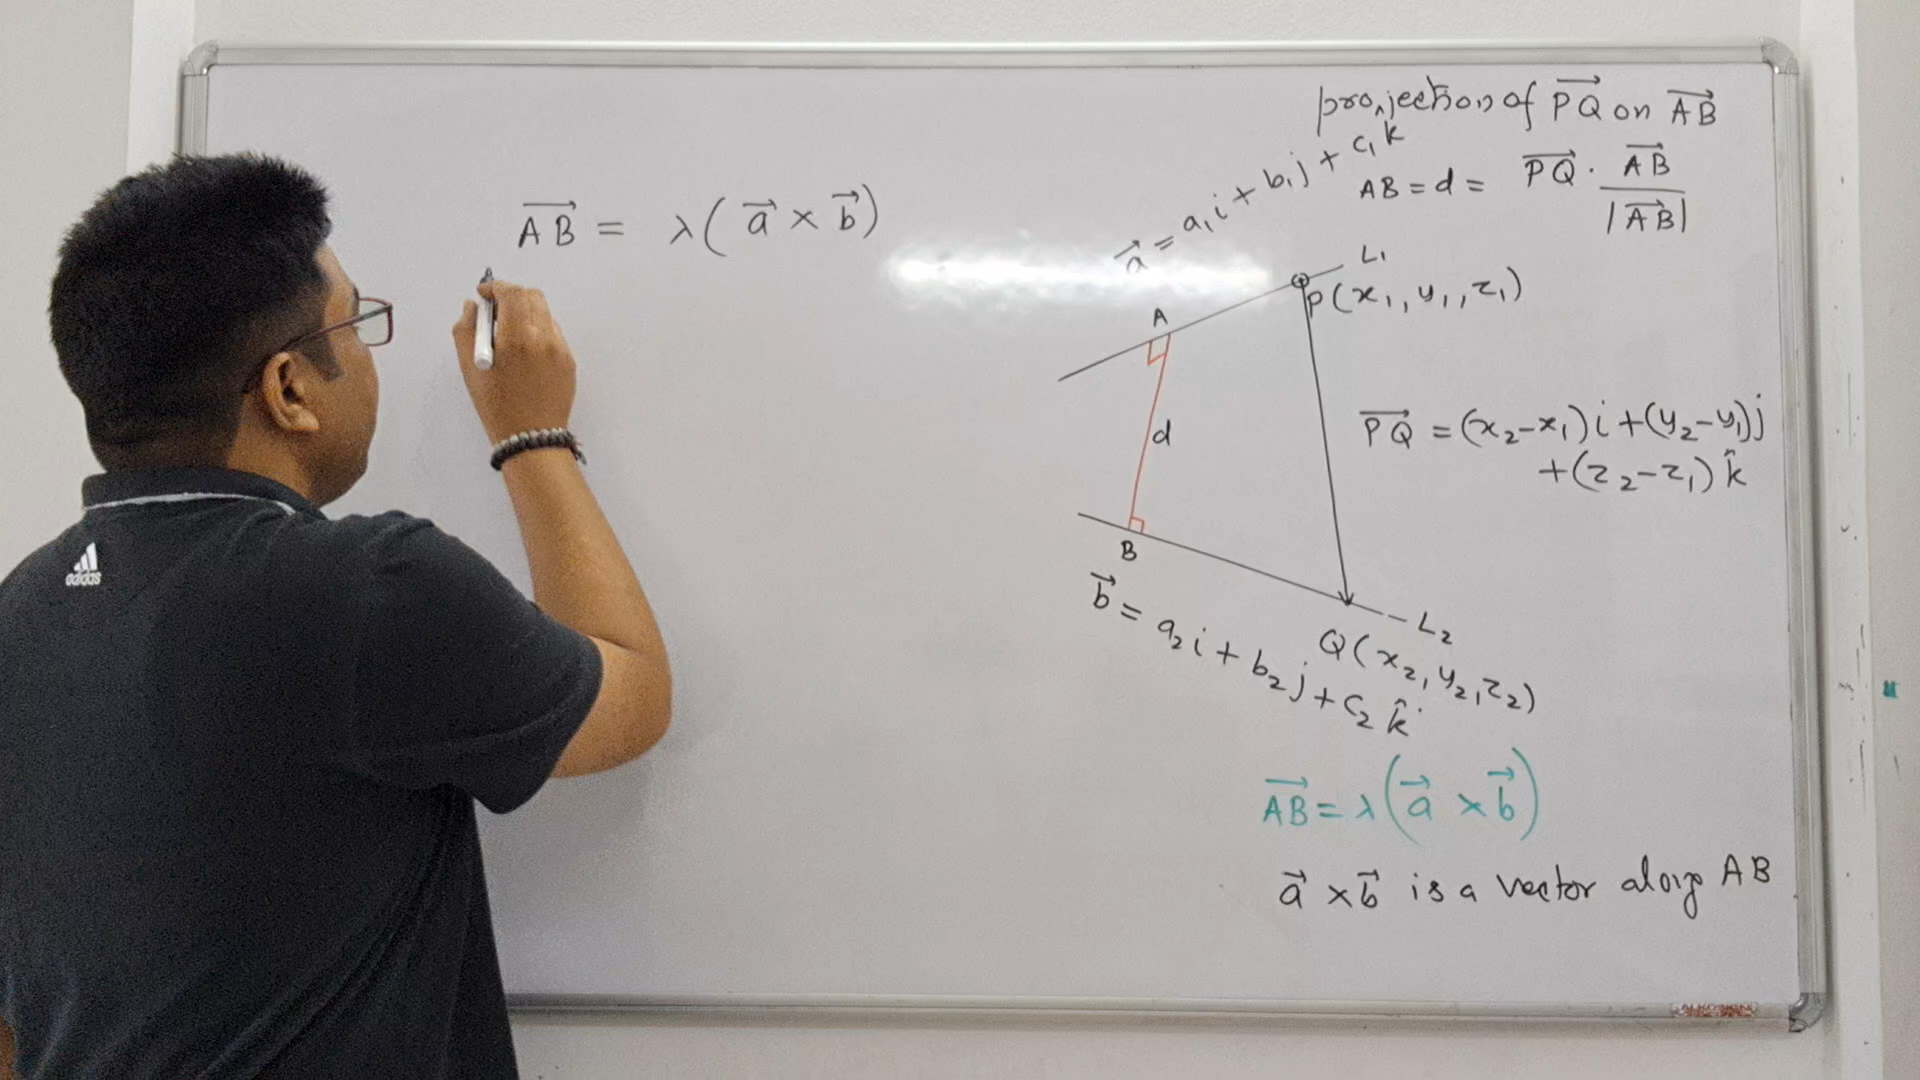 projection of PQ⃗ on AB⃗
AB = d = PQ⃗ · AB⃗ / |AB⃗|
AB⃗ = λ(a⃗ × b⃗)
a⃗ = a₁i + b₁j + c₁k
L₁
P(x₁, y₁, z₁)
A
d
PQ⃗ = (x₂-x₁)i + (y₂-y₁)j
+ (z₂-z₁)k̂
B
b⃗ = a₂i + b₂j + c₂k̂
L₂
Q(x₂, y₂, z₂)
AB⃗ = λ(a⃗ × b⃗)
a⃗ × b⃗ is a vector along AB
adidas